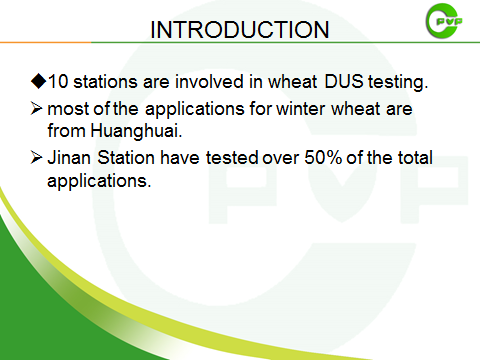 INTRODUCTION
PVP
◆10 stations are involved in wheat DUS testing.
➢ most of the applications for winter wheat are
from Huanghuai.
➢ Jinan Station have tested over 50% of the total
applications.